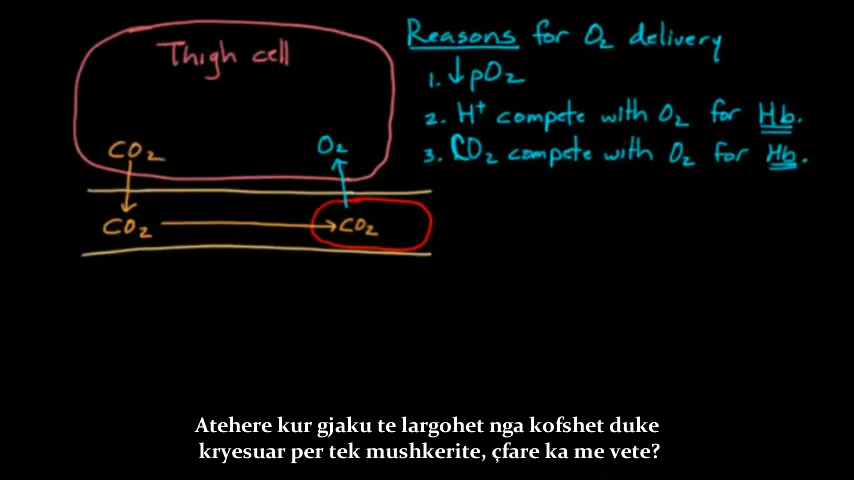 Thigh cell
Reasons for O₂ delivery
1. ↓pO₂
2. H⁺ compete with O₂ for Hb.
3. CO₂ compete with O₂ for Hb.
CO₂ O₂
CO₂ CO₂
Atehere kur gjaku te largohet nga kofshet duke
kryesuar per tek mushkerite, çfare ka me vete?